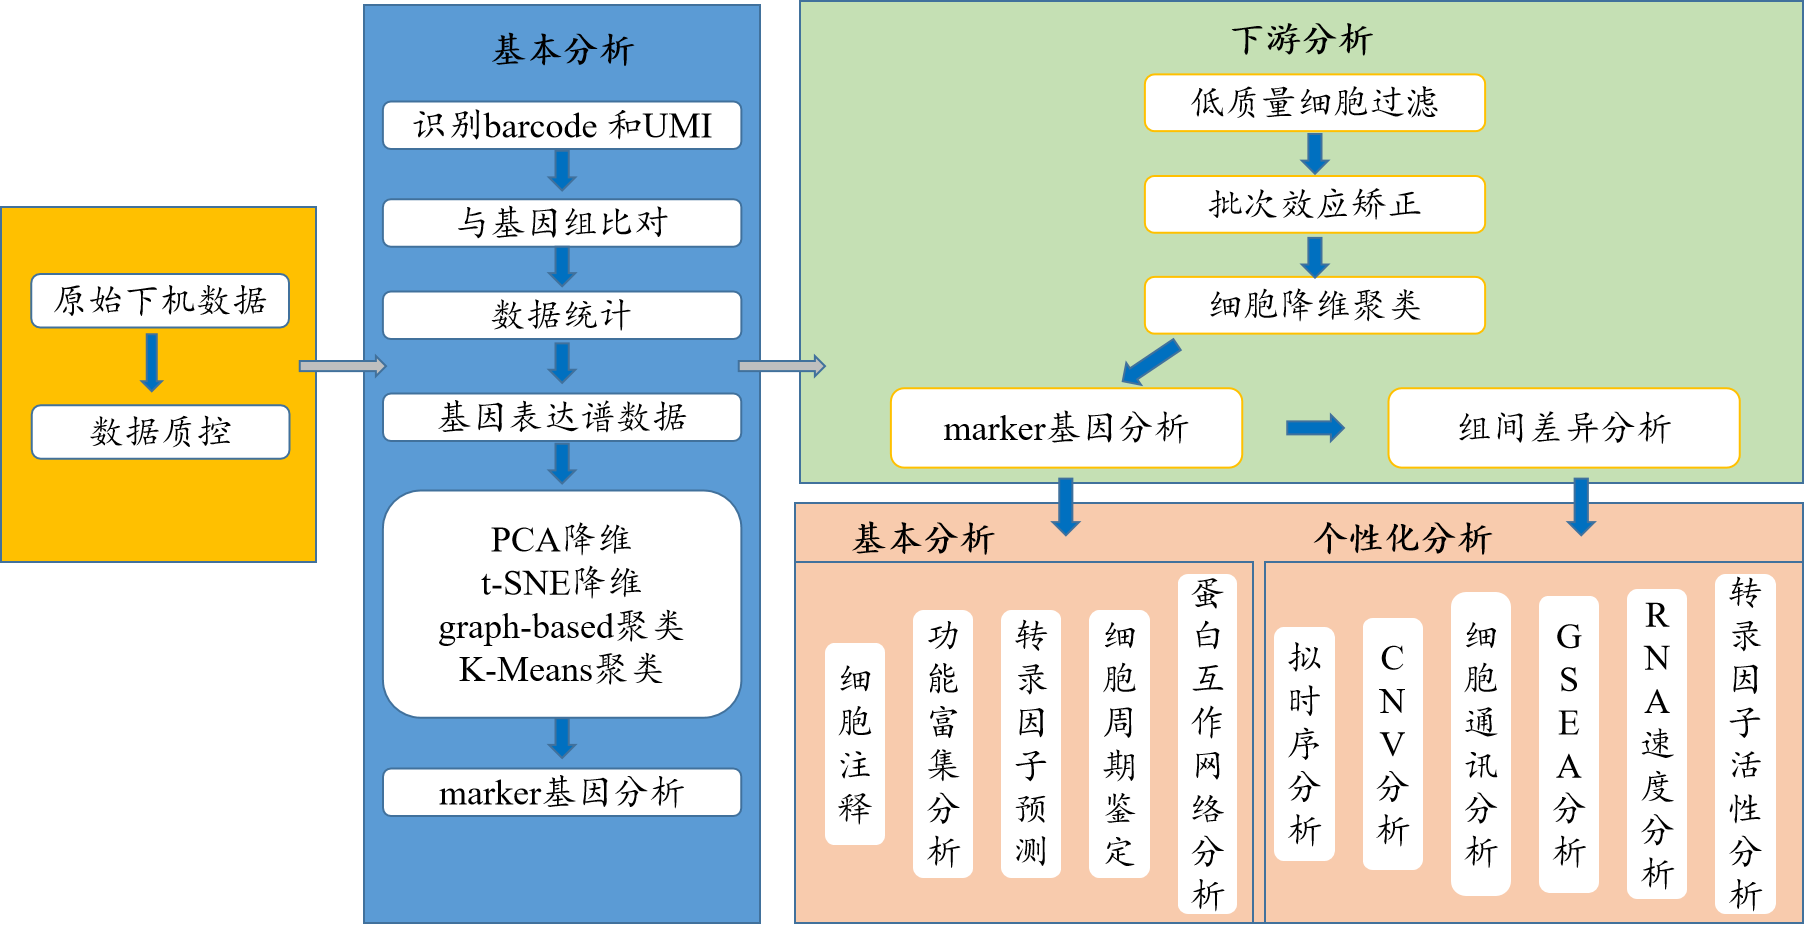 原始下机数据
数据质控
基本分析
识别barcode 和UMI
与基因组比对
数据统计
基因表达谱数据
PCA降维
t-SNE降维
graph-based聚类
K-Means聚类
marker基因分析
下游分析
低质量细胞过滤
批次效应矫正
细胞降维聚类
marker基因分析
组间差异分析
基本分析
细胞注释
功能富集分析
转录因子预测
细胞周期鉴定
蛋白互作网络分析
个性化分析
拟时序分析
CNV分析
细胞通讯分析
GSEA分析
RNA速度分析
转录因子活性分析